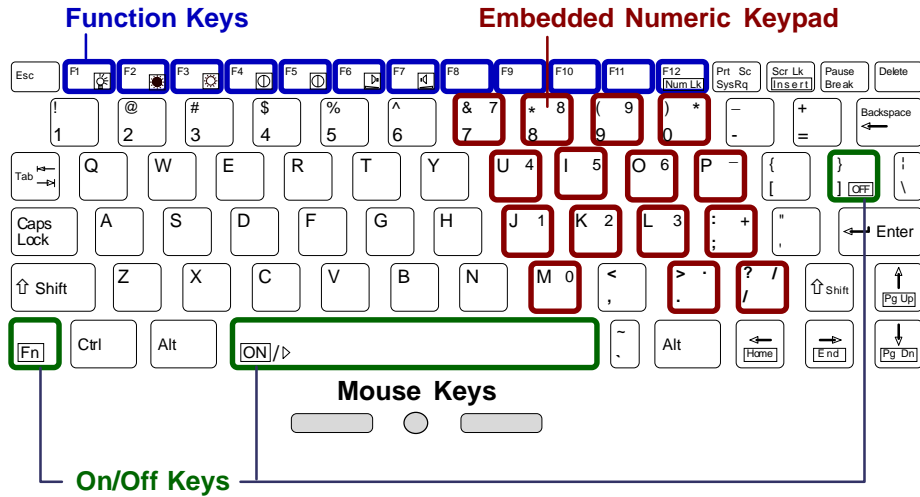 Function Keys Embedded Numeric Keypad
Esc F1 F2 F3 F4 F5 F6 F7 F8 F9 F10 F11 F12 Prt Sc Scr Lk Pause Delete
Num Lk SysRq Insert Break
! @ # $ % ^ & 7 * 8 ( 9 ) * _ + Backspace
1 2 3 4 5 6 7 8 9 0 - =
Tab Q W E R T Y U 4 I 5 O 6 P – { } ¦
[ ] OFF \
Caps A S D F G H J 1 K 2 L 3 : + " Enter
Lock ; '
Shift Z X C V B N M 0 < > . ? / Shift
, . / Pg Up
Fn Ctrl Alt ON/▷ ~ Alt Home End Pg Dn
`
Mouse Keys
On/Off Keys